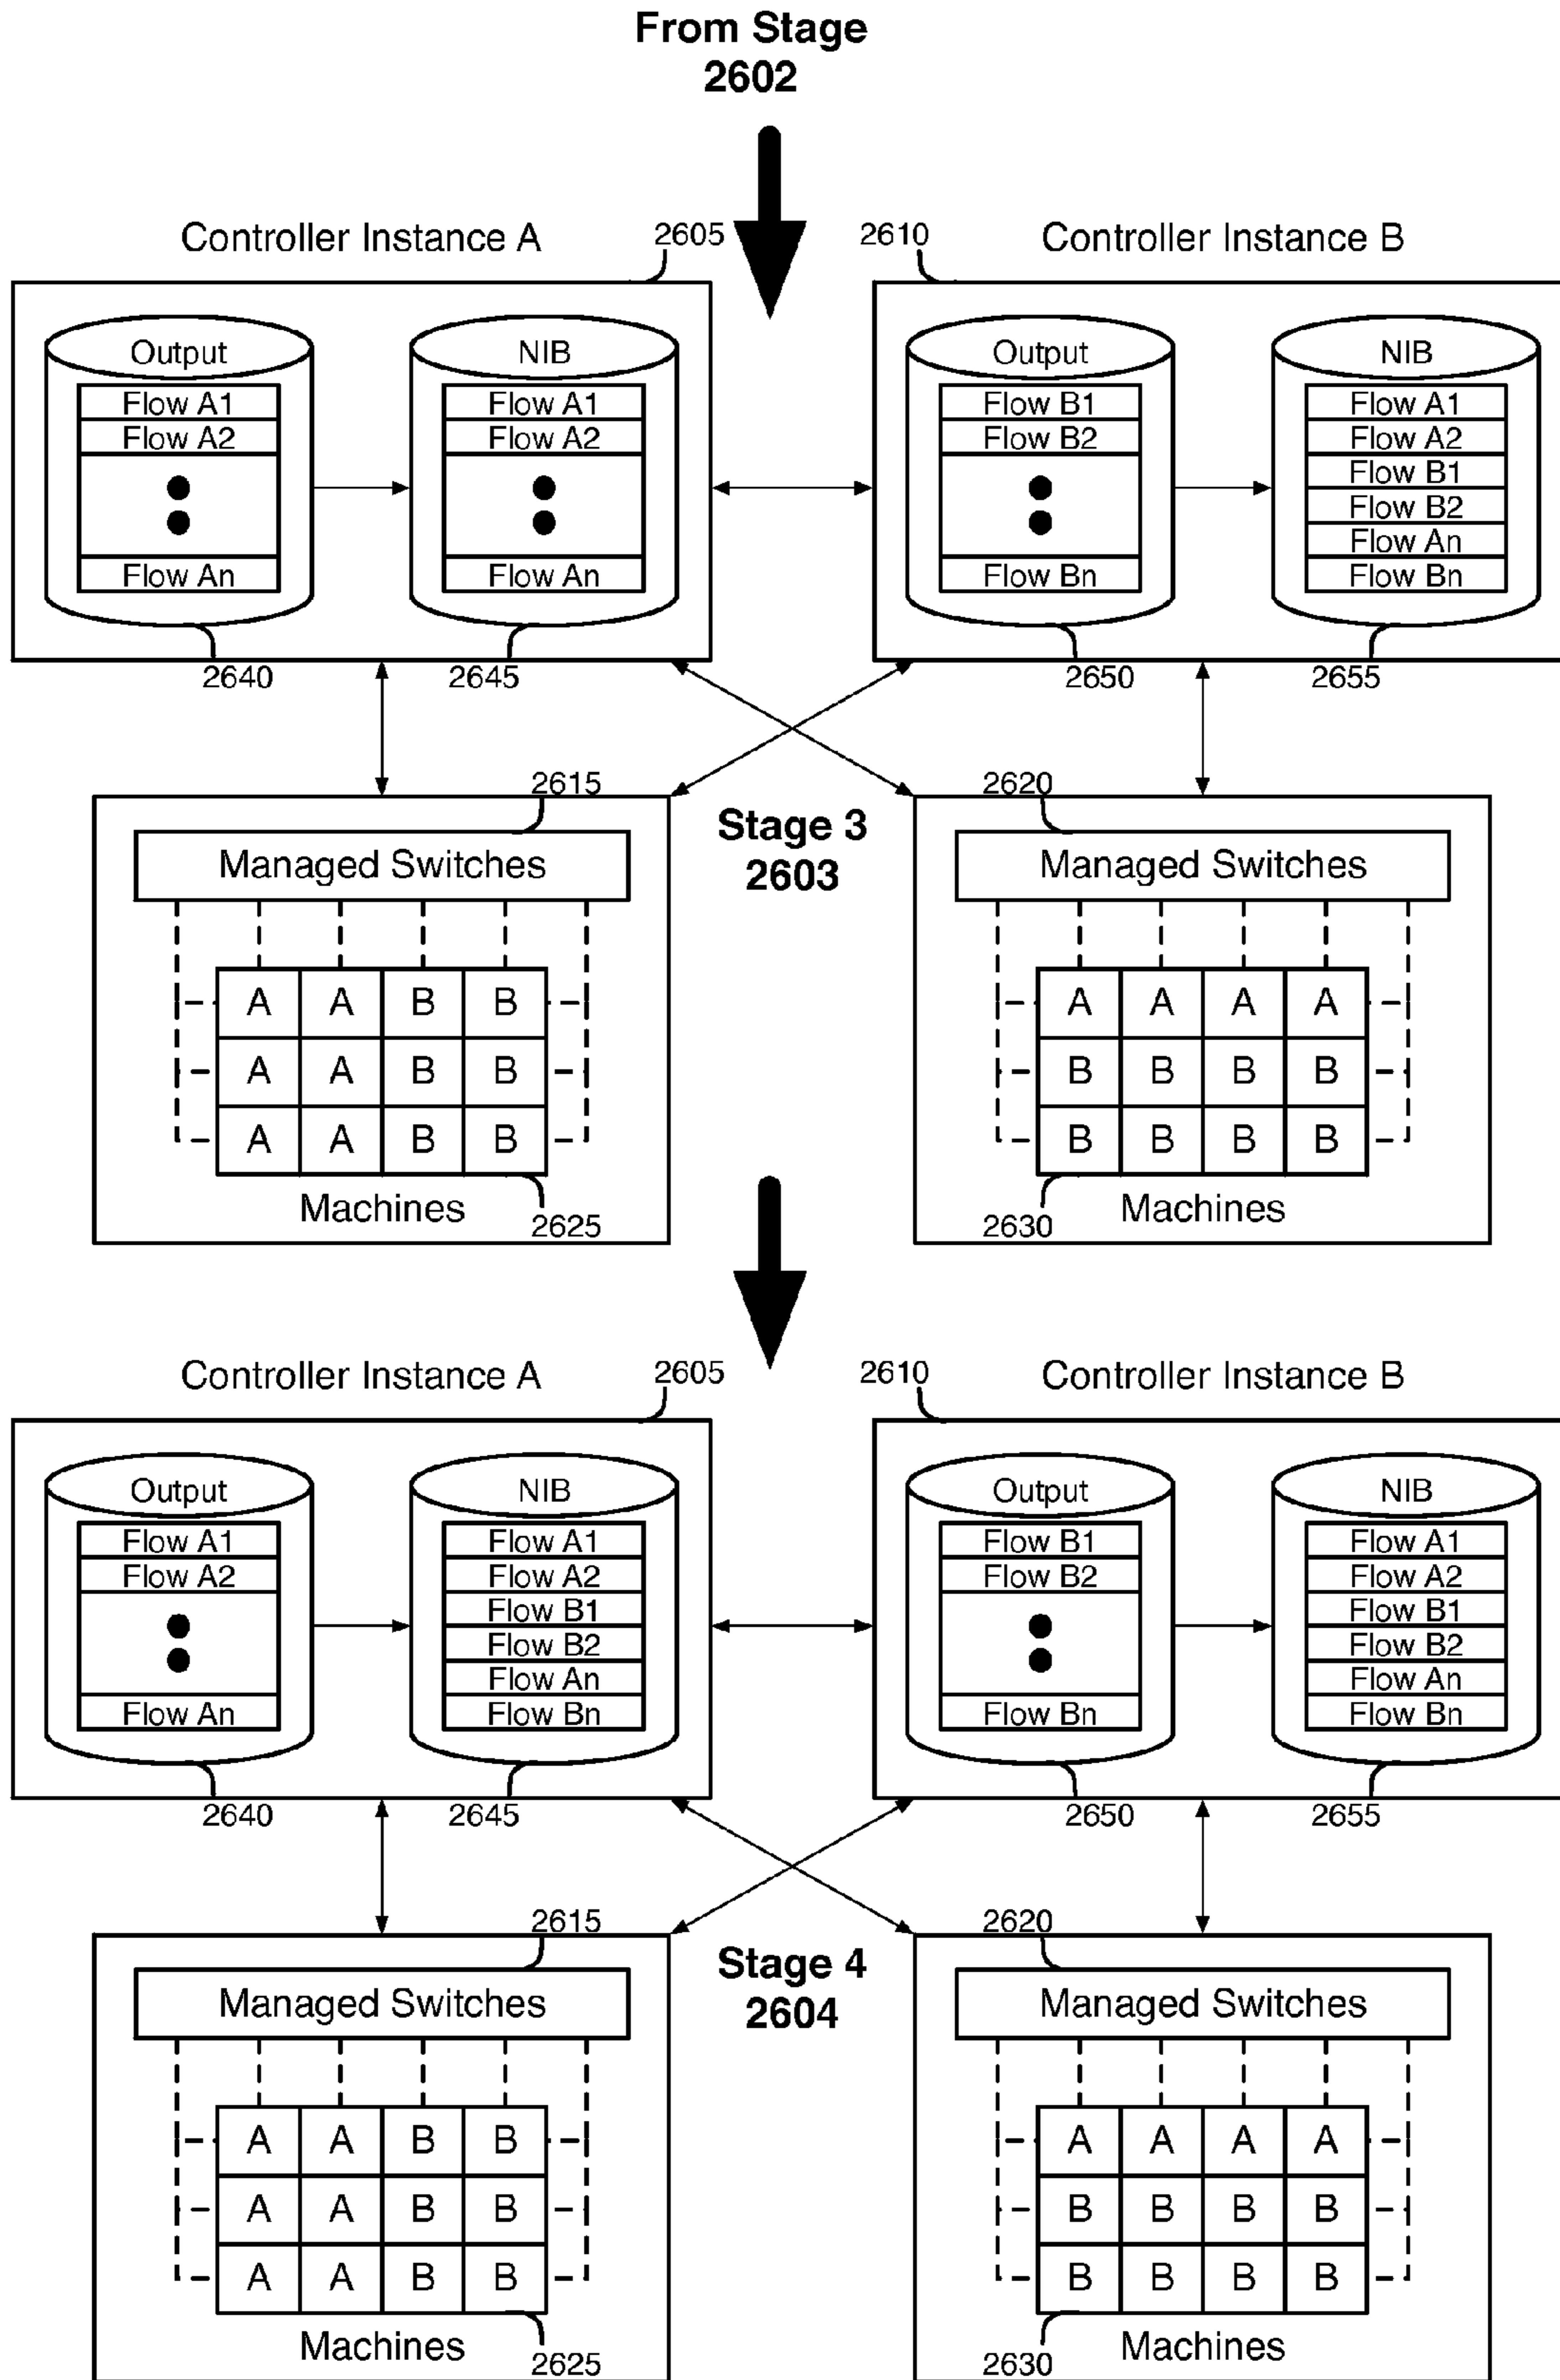 From Stage
2602
Controller Instance A
2605
2610
Controller Instance B
Output
Flow A1
Flow A2
Flow An
NIB
Flow A1
Flow A2
Flow An
Output
Flow B1
Flow B2
Flow Bn
NIB
Flow A1
Flow A2
Flow B1
Flow B2
Flow An
Flow Bn
2640
2645
2650
2655
2615
2620
Stage 3
2603
Managed Switches
A A B B
A A B B
A A B B
Machines
2625
Managed Switches
A A A A
B B B B
B B B B
2630
Machines
Controller Instance A
2605
2610
Controller Instance B
Output
Flow A1
Flow A2
Flow An
NIB
Flow A1
Flow A2
Flow B1
Flow B2
Flow An
Flow Bn
Output
Flow B1
Flow B2
Flow Bn
NIB
Flow A1
Flow A2
Flow B1
Flow B2
Flow An
Flow Bn
2640
2645
2650
2655
2615
2620
Stage 4
2604
Managed Switches
A A B B
A A B B
A A B B
Machines
2625
Managed Switches
A A A A
B B B B
B B B B
2630
Machines